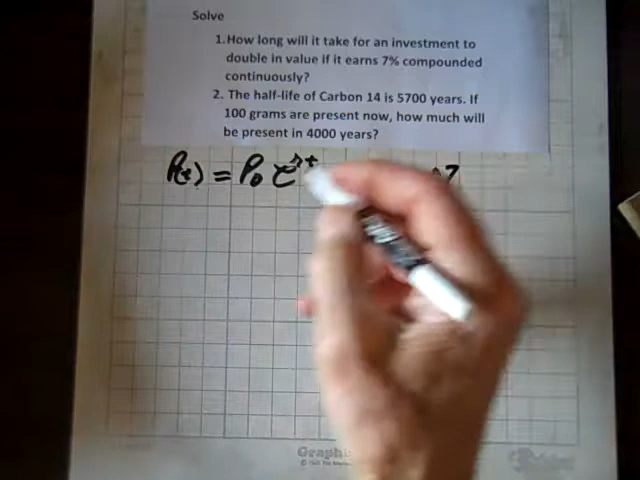 Solve
1. How long will it take for an investment to
double in value if it earns 7% compounded
continuously?
2. The half-life of Carbon 14 is 5700 years. If
100 grams are present now, how much will
be present in 4000 years?
P(t) = P₀ e^λt